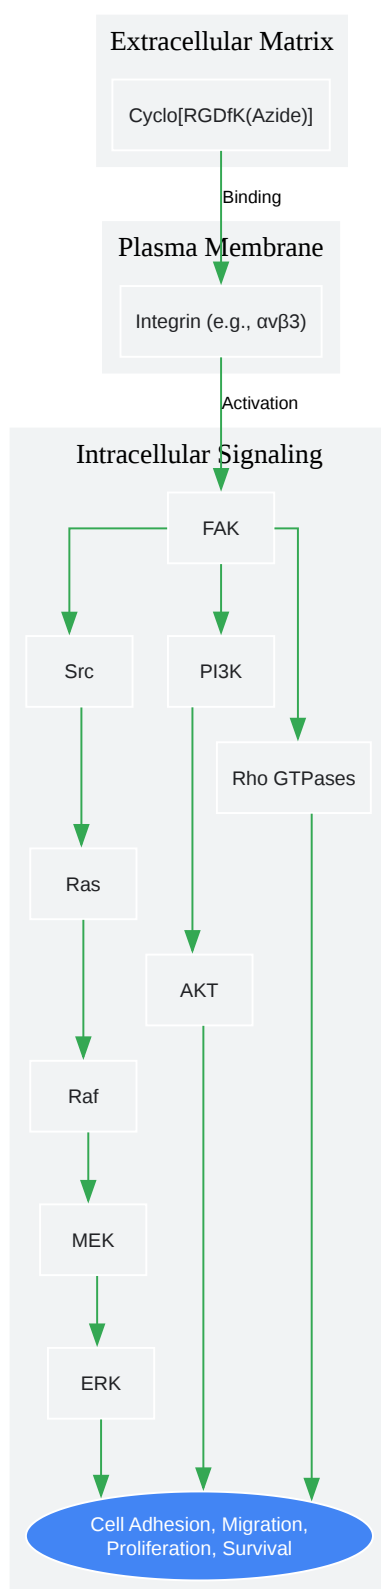 Extracellular Matrix
Cyclo[RGDfK(Azide)]
Binding
Plasma Membrane
Integrin (e.g., αvβ3)
Activation
Intracellular Signaling
FAK
Src
PI3K
Rho GTPases
Ras
AKT
Raf
MEK
ERK
Cell Adhesion, Migration,
Proliferation, Survival